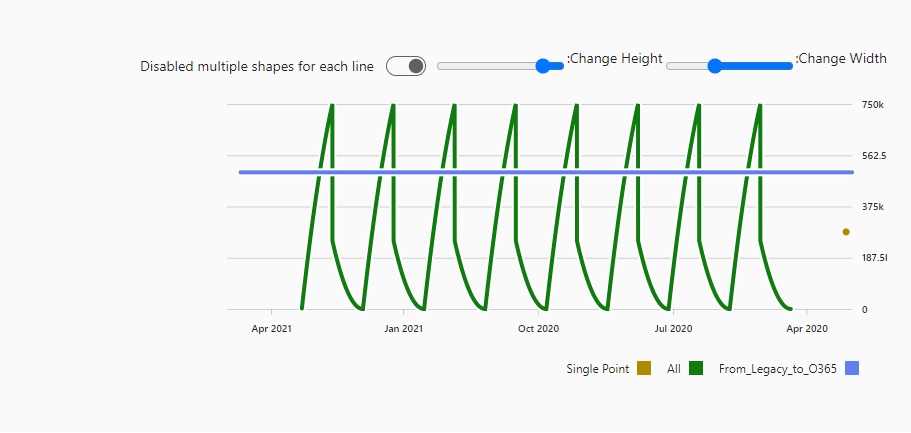 Disabled multiple shapes for each line
:Change Height
:Change Width
750k
562.5
375k
187.5l
0
Apr 2021
Jan 2021
Oct 2020
Jul 2020
Apr 2020
Single Point
All
From_Legacy_to_O365